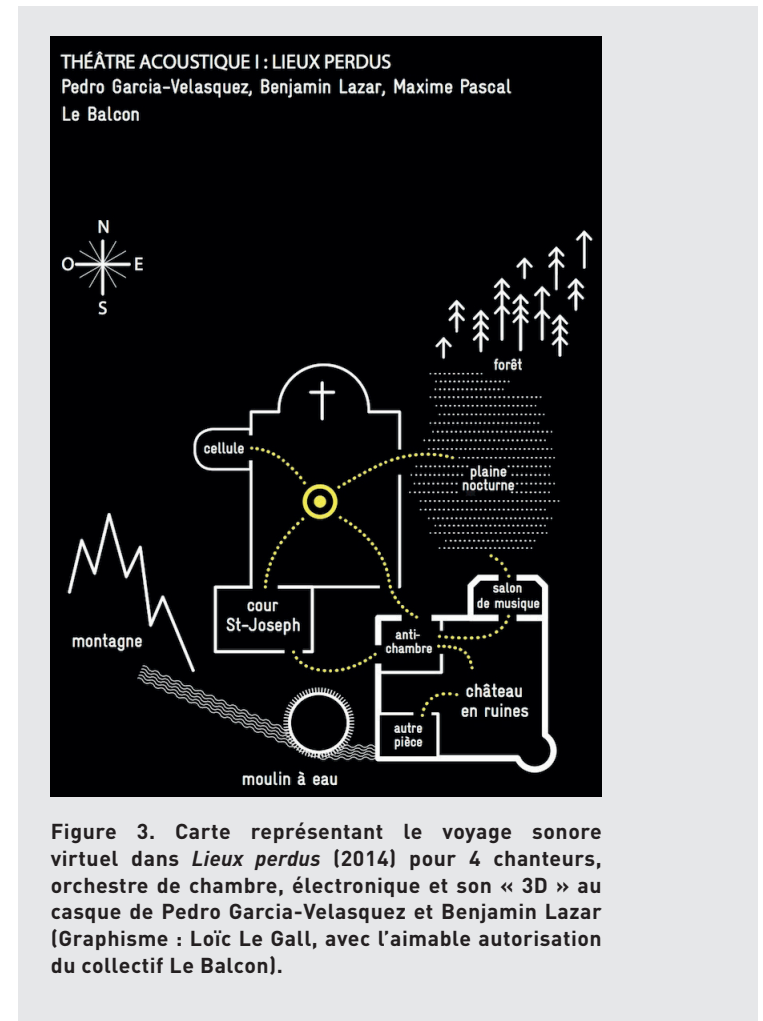 THÉÂTRE ACOUSTIQUE I : LIEUX PERDUS
Pedro Garcia-Velasquez, Benjamin Lazar, Maxime Pascal
Le Balcon
N
O
E
S
forêt
cellule
plaine
nocturne
salon
de musique
cour
St-Joseph
anti-
chambre
montagne
château
en ruines
autre
pièce
moulin à eau
Figure 3. Carte représentant le voyage sonore
virtuel dans Lieux perdus (2014) pour 4 chanteurs,
orchestre de chambre, électronique et son « 3D » au
casque de Pedro Garcia-Velasquez et Benjamin Lazar
(Graphisme : Loïc Le Gall, avec l'aimable autorisation
du collectif Le Balcon).